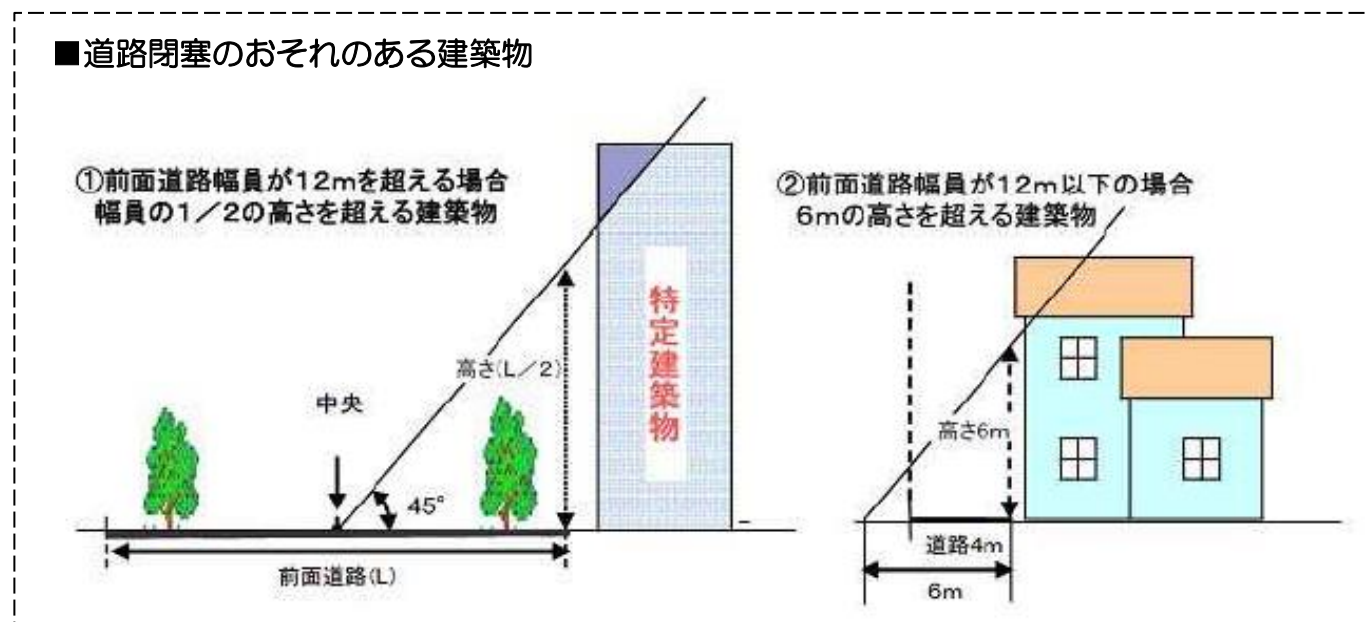 ■道路閉塞のおそれのある建築物
①前面道路幅員が12mを超える場合
幅員の1/2の高さを超える建築物
中央
45°
高さ(L/2)
特定建築物
前面道路(L)
②前面道路幅員が12m以下の場合
6mの高さを超える建築物
高さ6m
道路4m
6m